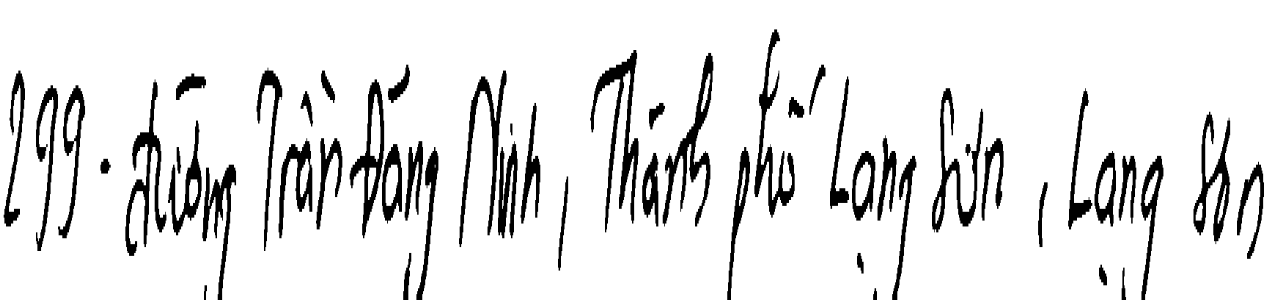 299. Đường Trần Đăng Ninh, Thành phố Lạng Sơn, Lạng Sơn